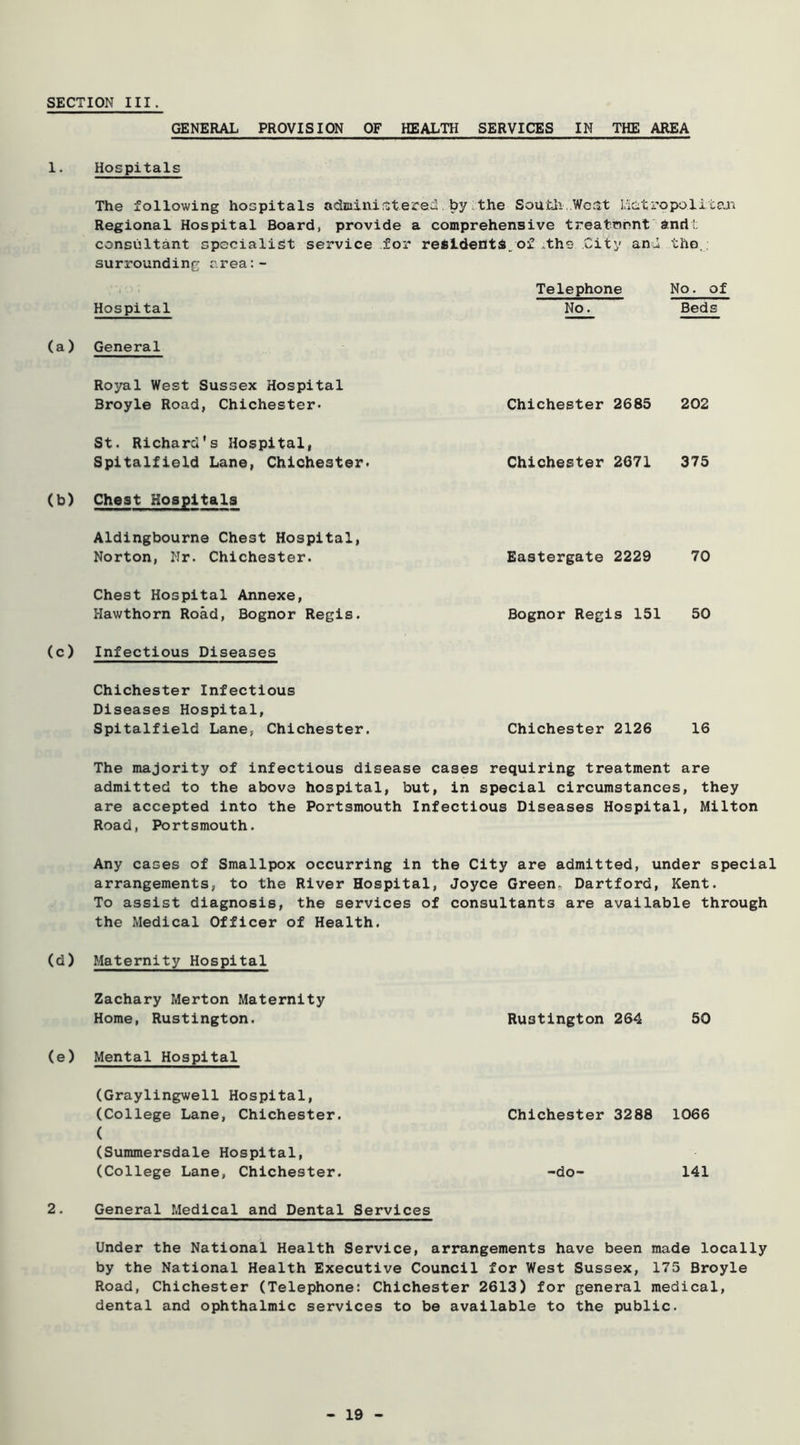 SECTION III.
GENERAL PROVISION OF HEALTH SERVICES IN THE AREA
1. Hospitals
The following hospitals administered by the South West Metropolitan
Regional Hospital Board, provide a comprehensive treatment and
consultant specialist service for residents of the City and the
surrounding area:-
Telephone No. of
Hospital No. Beds
(a) General
Royal West Sussex Hospital
Broyle Road, Chichester. Chichester 2685 202
St. Richard's Hospital,
Spitalfield Lane, Chichester. Chichester 2671 375
(b) Chest Hospitals
Aldingbourne Chest Hospital,
Norton, Nr. Chichester. Eastergate 2229 70
Chest Hospital Annexe,
Hawthorn Road, Bognor Regis. Bognor Regis 151 50
(c) Infectious Diseases
Chichester Infectious
Diseases Hospital,
Spitalfield Lane, Chichester. Chichester 2126 16
The majority of infectious disease cases requiring treatment are
admitted to the above hospital, but, in special circumstances, they
are accepted into the Portsmouth Infectious Diseases Hospital, Milton
Road, Portsmouth.
Any cases of Smallpox occurring in the City are admitted, under special
arrangements, to the River Hospital, Joyce Green, Dartford, Kent.
To assist diagnosis, the services of consultants are available through
the Medical Officer of Health.
(d) Maternity Hospital
Zachary Merton Maternity
Home, Rustington. Rustington 264 50
(e) Mental Hospital
(Graylingwell Hospital,
(College Lane, Chichester. Chichester 3288 1066
(
(Summersdale Hospital,
(College Lane, Chichester. -do- 141
2. General Medical and Dental Services
Under the National Health Service, arrangements have been made locally
by the National Health Executive Council for West Sussex, 175 Broyle
Road, Chichester (Telephone: Chichester 2613) for general medical,
dental and ophthalmic services to be available to the public.
- 19 -